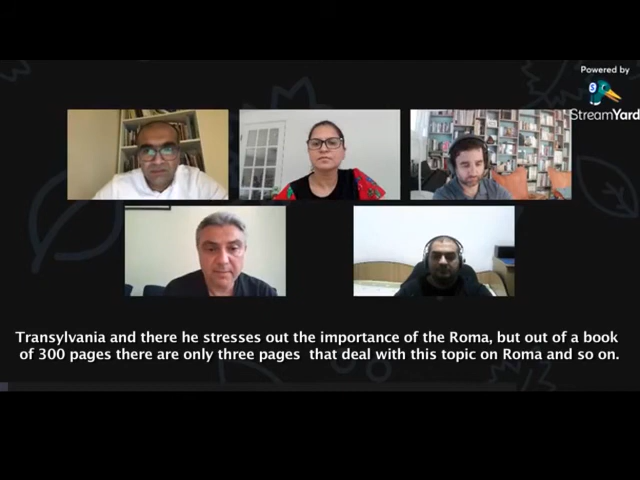 Powered by
StreamYard
Transylvania and there he stresses out the importance of the Roma, but out of a book
of 300 pages there are only three pages that deal with this topic on Roma and so on.